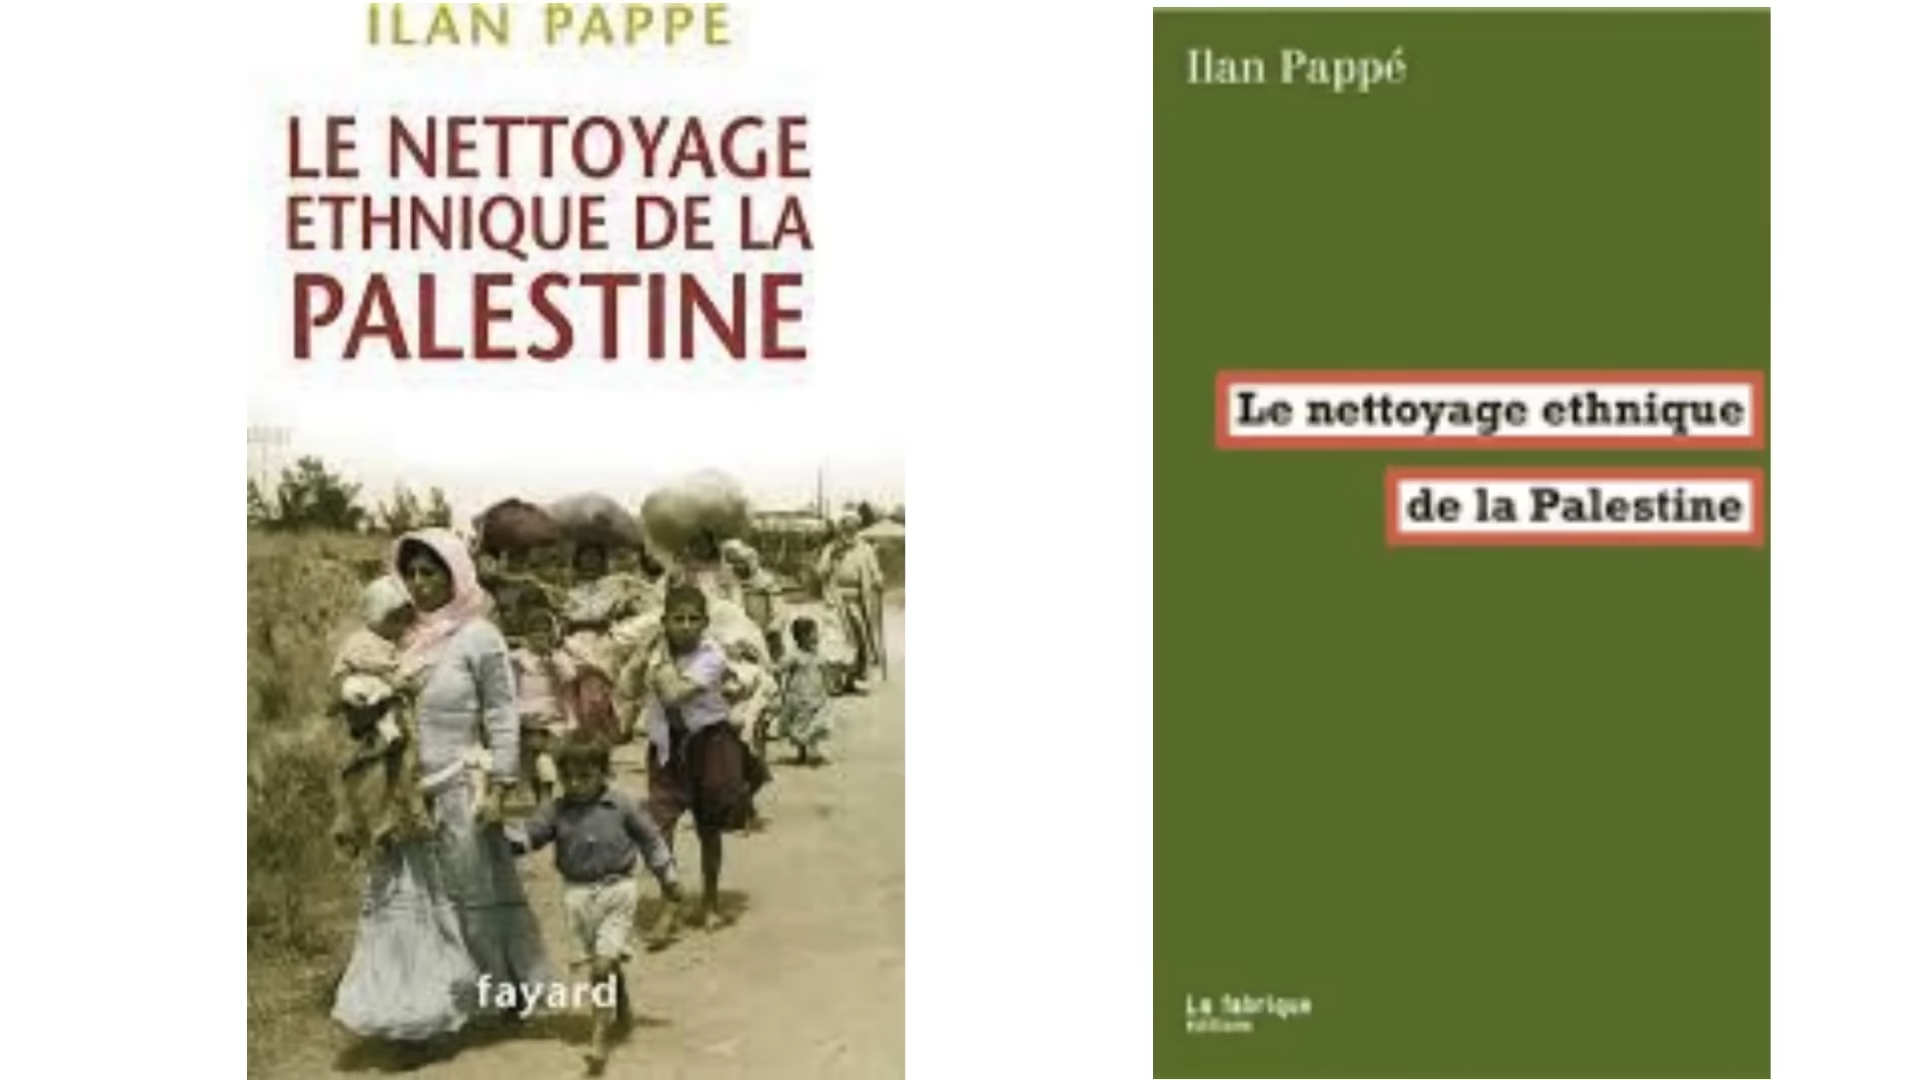 ILAN PAPPE
LE NETTOYAGE
ETHNIQUE DE LA
PALESTINE
fayard
Ilan Pappé
Le nettoyage ethnique
de la Palestine
La fabrique
éditions